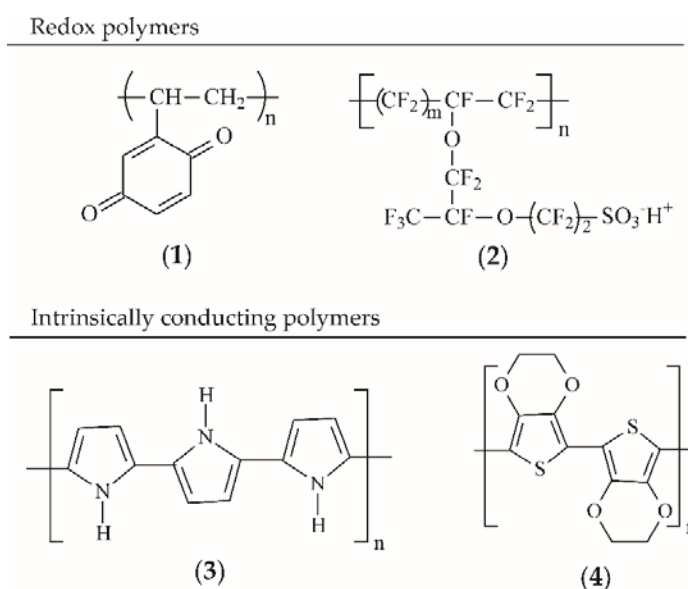 Redox polymers
( CH — CH₂ )n
O
O
(1)
[ (CF₂)m CF — CF₂ ]n
O
CF₂
F₃C — CF — O — (CF₂)₂ — SO₃⁻H⁺
(2)
Intrinsically conducting polymers
H
N
N
N
H
H
n
(3)
O
O
S
S
O
O
(4)